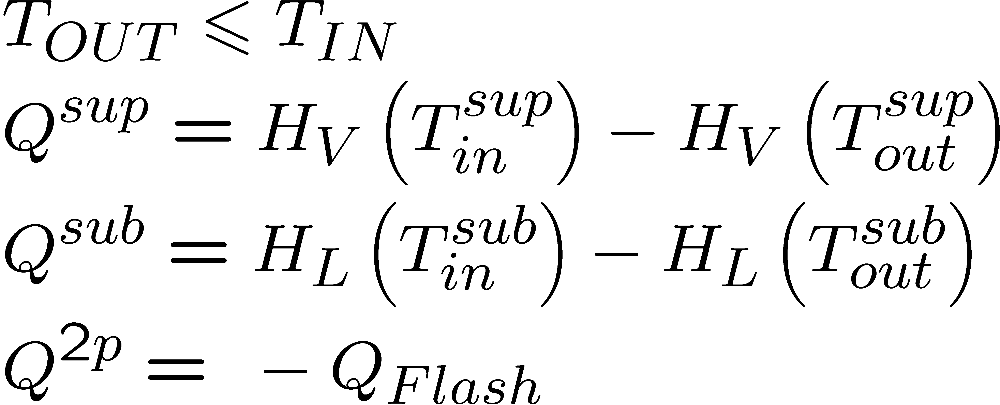 $T_{OUT} \leqslant T_{IN}$
$Q^{sup} = H_V \left( T_{in}^{sup} \right) - H_V \left( T_{out}^{sup} \right)$
$Q^{sub} = H_L \left( T_{in}^{sub} \right) - H_L \left( T_{out}^{sub} \right)$
$Q^{2p} = -Q_{Flash}$